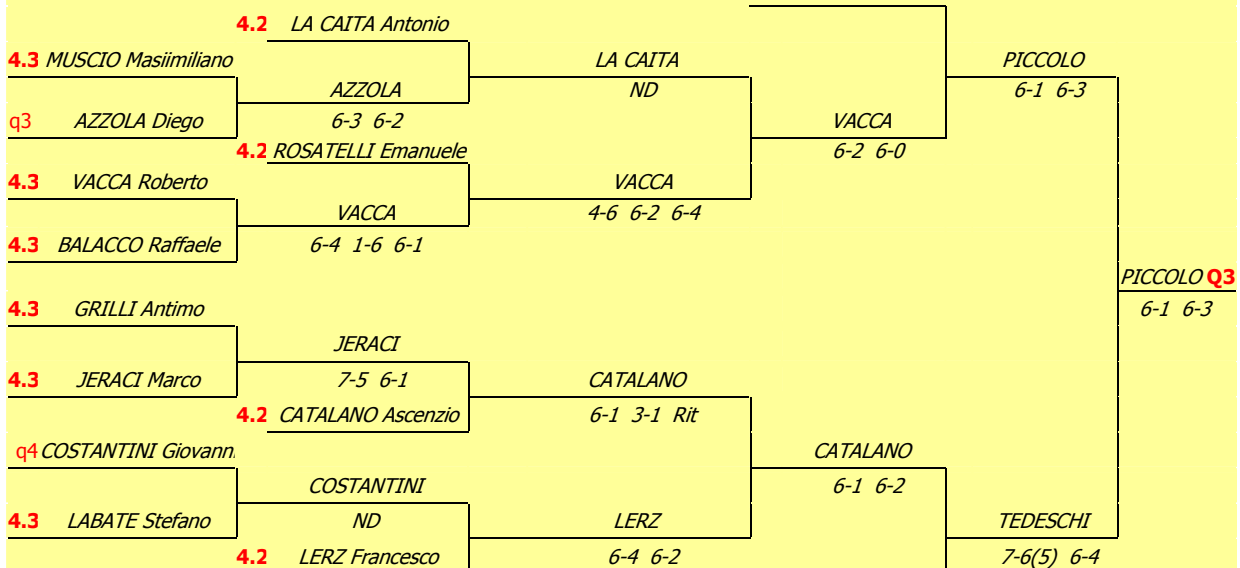 4.2 LA CAITA Antonio
4.3 MUSCIO Masiimiliano LA CAITA PICCOLO
AZZOLA ND 6-1 6-3
q3 AZZOLA Diego 6-3 6-2 VACCA
4.2 ROSATELLI Emanuele 6-2 6-0
4.3 VACCA Roberto VACCA
VACCA 4-6 6-2 6-4
4.3 BALACCO Raffaele 6-4 1-6 6-1
PICCOLO Q3
4.3 GRILLI Antimo 6-1 6-3
JERACI
4.3 JERACI Marco 7-5 6-1 CATALANO
4.2 CATALANO Ascenzio 6-1 3-1 Rit
q4 COSTANTINI Giovann CATALANO
COSTANTINI 6-1 6-2
4.3 LABATE Stefano ND LERZ TEDESCHI
4.2 LERZ Francesco 6-4 6-2 7-6(5) 6-4